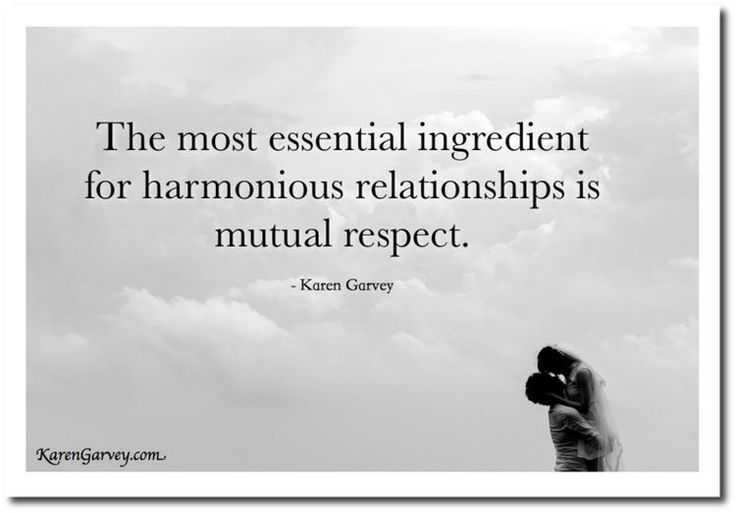 The most essential ingredient
for harmonious relationships is
mutual respect.
- Karen Garvey
KarenGarvey.com